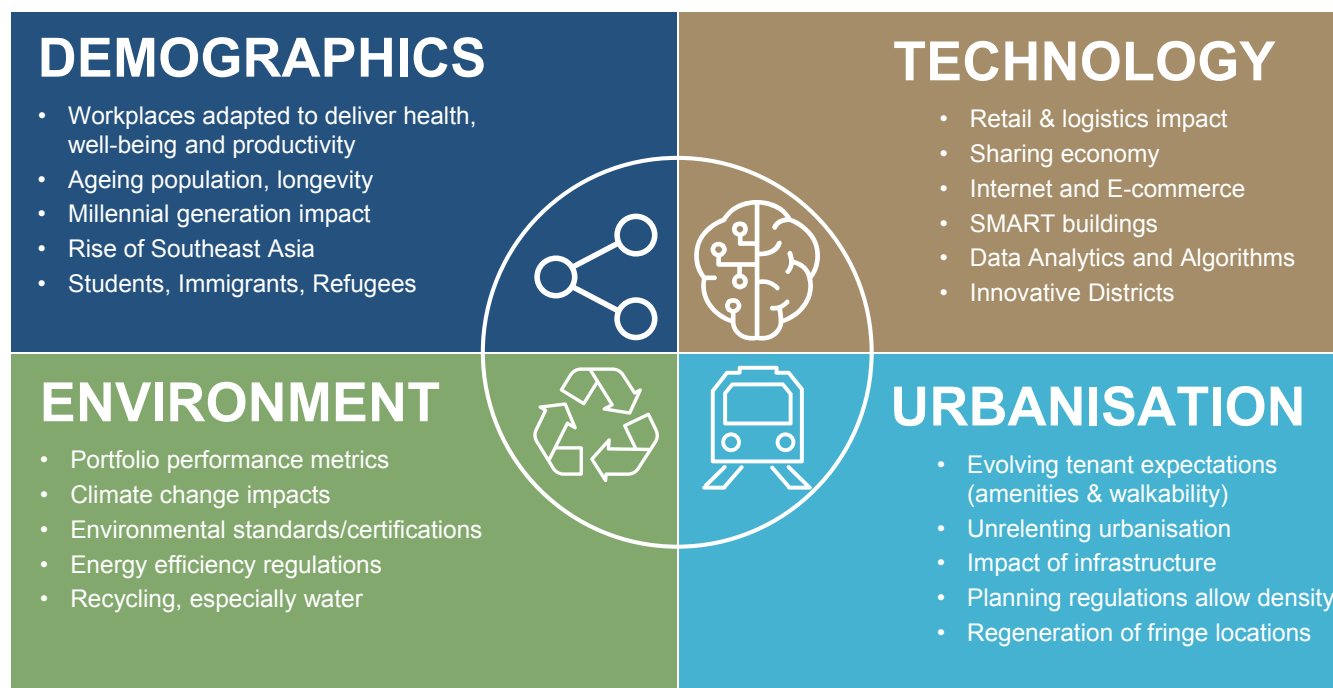 DEMOGRAPHICS
• Workplaces adapted to deliver health,
well-being and productivity
• Ageing population, longevity
• Millennial generation impact
• Rise of Southeast Asia
• Students, Immigrants, Refugees
TECHNOLOGY
• Retail & logistics impact
• Sharing economy
• Internet and E-commerce
• SMART buildings
• Data Analytics and Algorithms
• Innovative Districts
ENVIRONMENT
• Portfolio performance metrics
• Climate change impacts
• Environmental standards/certifications
• Energy efficiency regulations
• Recycling, especially water
URBANISATION
• Evolving tenant expectations
(amenities & walkability)
• Unrelenting urbanisation
• Impact of infrastructure
• Planning regulations allow density
• Regeneration of fringe locations